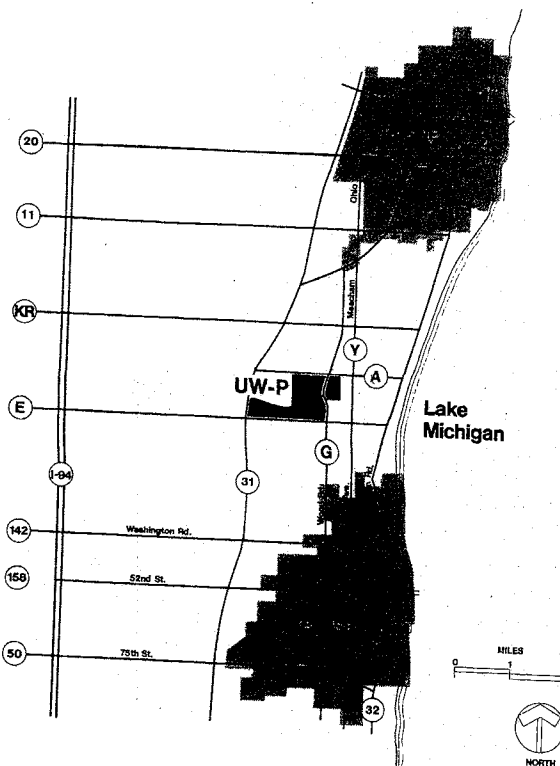 20
Ohio
11
Meachem
KR
Y
UW-P
A
E
Lake
Michigan
G
I-94
31
142
Washington Rd.
158
52nd St.
50
75th St.
MILES
0 1
32
NORTH